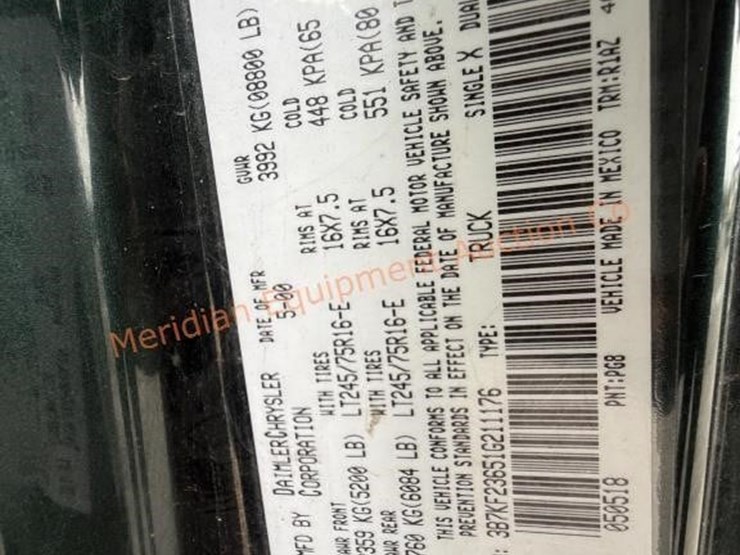 MFD BY DAIMLERCHRYSLER DATE OF MFR GVWR
CORPORATION 5-00 3992 KG(08800 LB)
FRONT WITH TIRES RIMS AT COLD
359 KG(5200 LB) LT245/75R16-E 16X7.5 448 KPA(65
REAR WITH TIRES RIMS AT COLD
760 KG(6084 LB) LT245/75R16-E 16X7.5 551 KPA(80
THIS VEHICLE CONFORMS TO ALL APPLICABLE FEDERAL MOTOR VEHICLE SAFETY AND T
PREVENTION STANDARDS IN EFFECT ON THE DATE OF MANUFACTURE SHOWN ABOVE.
: 3B7KF23651G211176 TYPE: TRUCK SINGLE X DUAL
050518 PNT:PG8 VEHICLE MADE IN MEXICO TRM:R1AZ
Meridian Equipment Auction Co